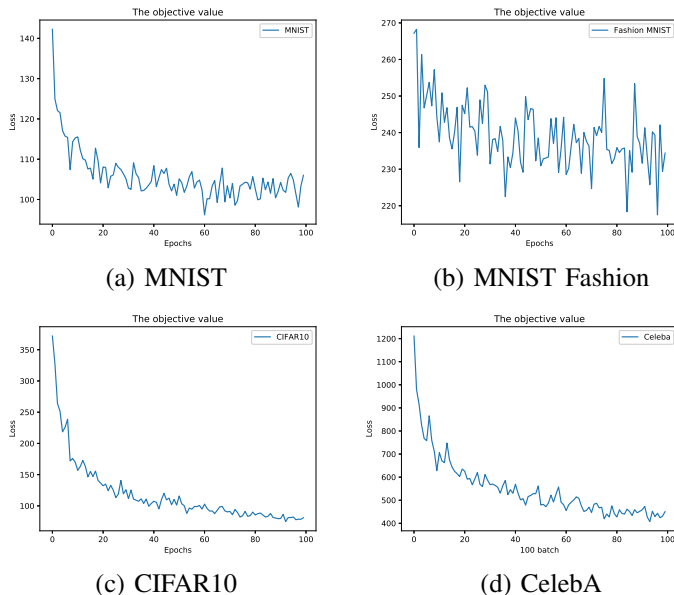 The objective value
MNIST
140
130
120
110
100
Loss
0
20
40
60
80
100
Epochs
(a) MNIST
The objective value
Fashion MNIST
270
260
250
240
230
220
Loss
0
20
40
60
80
100
Epochs
(b) MNIST Fashion
The objective value
CIFAR10
350
300
250
200
150
100
Loss
0
20
40
60
80
100
Epochs
(c) CIFAR10
The objective value
Celeba
1200
1100
1000
900
800
700
600
500
400
Loss
0
20
40
60
80
100
100 batch
(d) CelebA